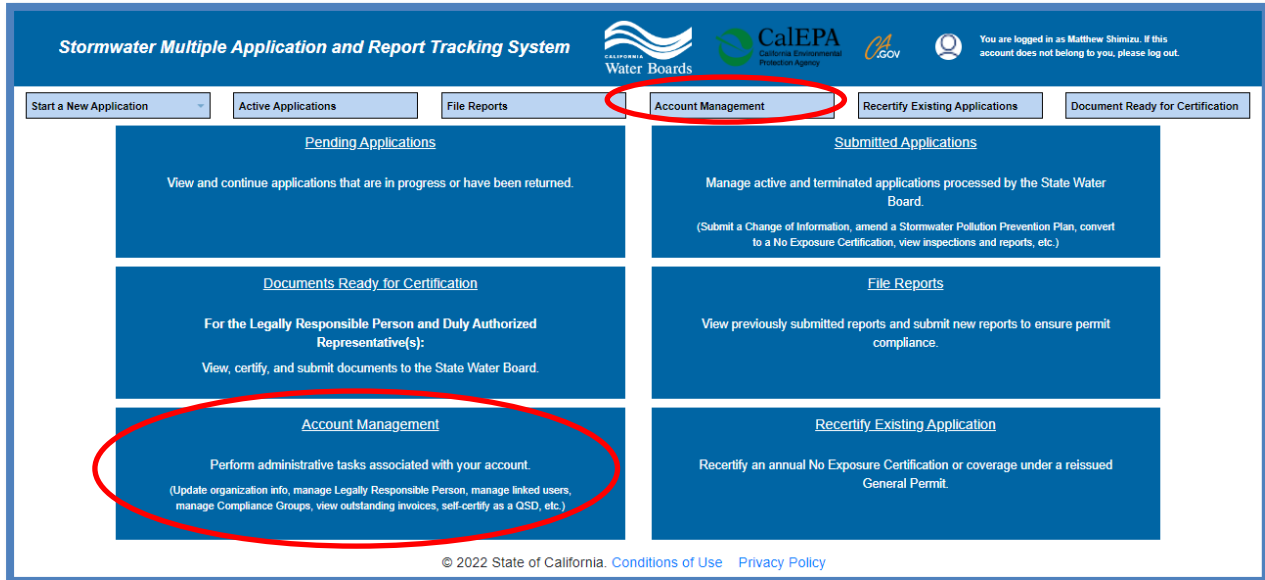 Stormwater Multiple Application and Report Tracking System
CALIFORNIA
Water Boards
CalEPA
California Environmental
Protection Agency
CA.GOV
You are logged in as Matthew Shimizu. If this
account does not belong to you, please log out.
Start a New Application
Active Applications
File Reports
Account Management
Recertify Existing Applications
Document Ready for Certification
Pending Applications
View and continue applications that are in progress or have been returned.
Submitted Applications
Manage active and terminated applications processed by the State Water
Board.
(Submit a Change of Information, amend a Stormwater Pollution Prevention Plan, convert
to a No Exposure Certification, view inspections and reports, etc.)
Documents Ready for Certification
For the Legally Responsible Person and Duly Authorized
Representative(s):
View, certify, and submit documents to the State Water Board.
File Reports
View previously submitted reports and submit new reports to ensure permit
compliance.
Account Management
Perform administrative tasks associated with your account.
(Update organization info, manage Legally Responsible Person, manage linked users,
manage Compliance Groups, view outstanding invoices, self-certify as a QSD, etc.)
Recertify Existing Application
Recertify an annual No Exposure Certification or coverage under a reissued
General Permit.
© 2022 State of California. Conditions of Use Privacy Policy